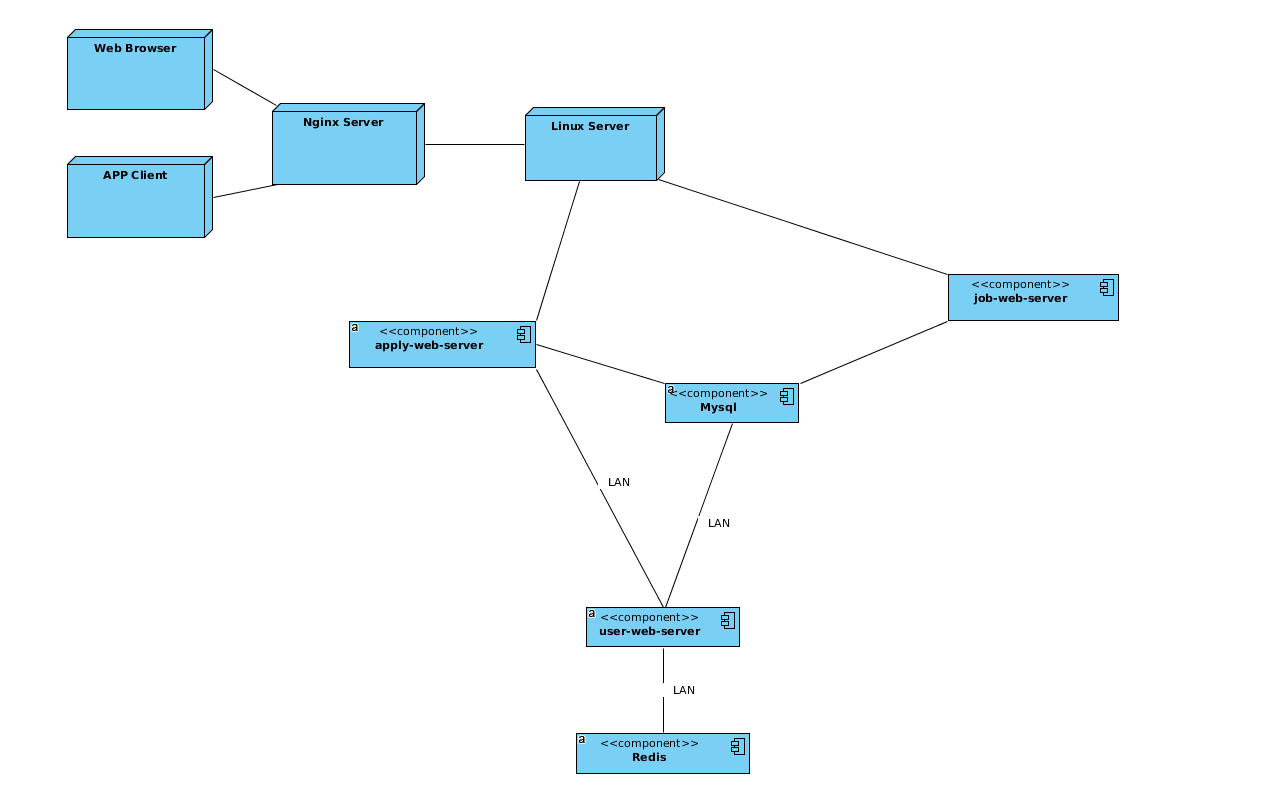 Web Browser
Nginx Server
Linux Server
APP Client
<<component>>
job-web-server
a
<<component>>
apply-web-server
a
<<component>>
Mysql
LAN
LAN
a
<<component>>
user-web-server
LAN
a
<<component>>
Redis